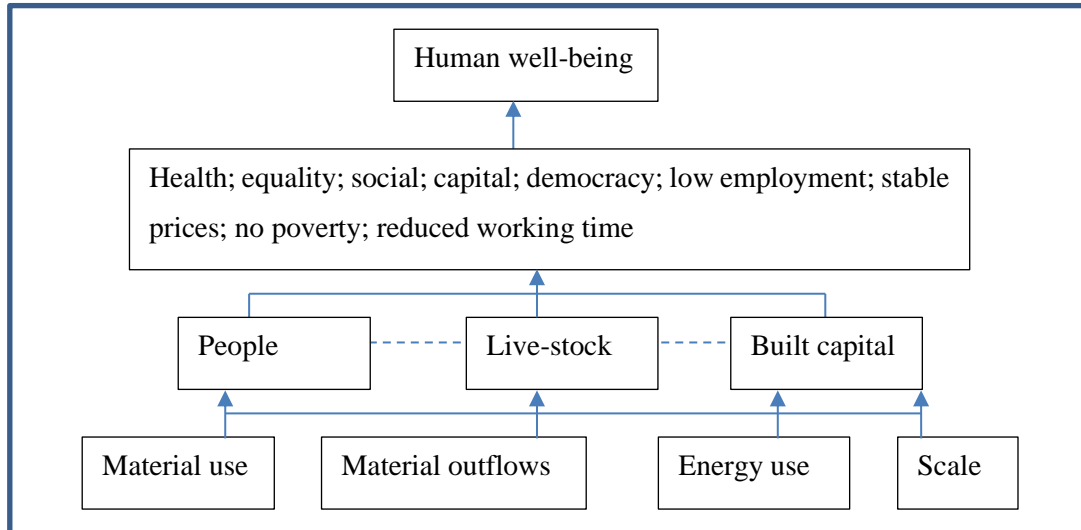 Human well-being
Health; equality; social; capital; democracy; low employment; stable
prices; no poverty; reduced working time
People
Live-stock
Built capital
Material use
Material outflows
Energy use
Scale